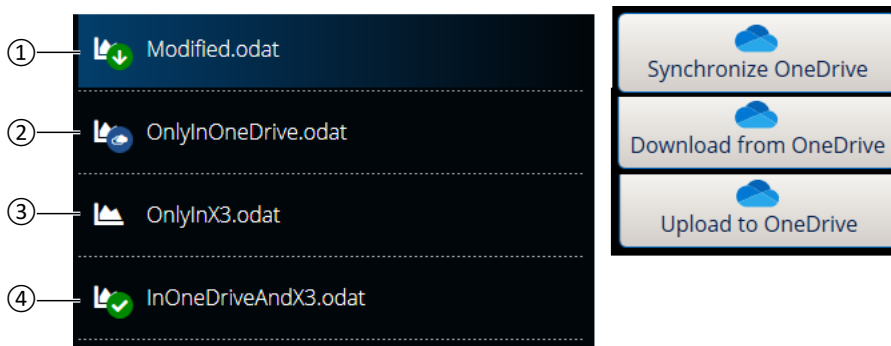 ① Modified.odat
② OnlyInOneDrive.odat
③ OnlyInX3.odat
④ InOneDriveAndX3.odat
Synchronize OneDrive
Download from OneDrive
Upload to OneDrive